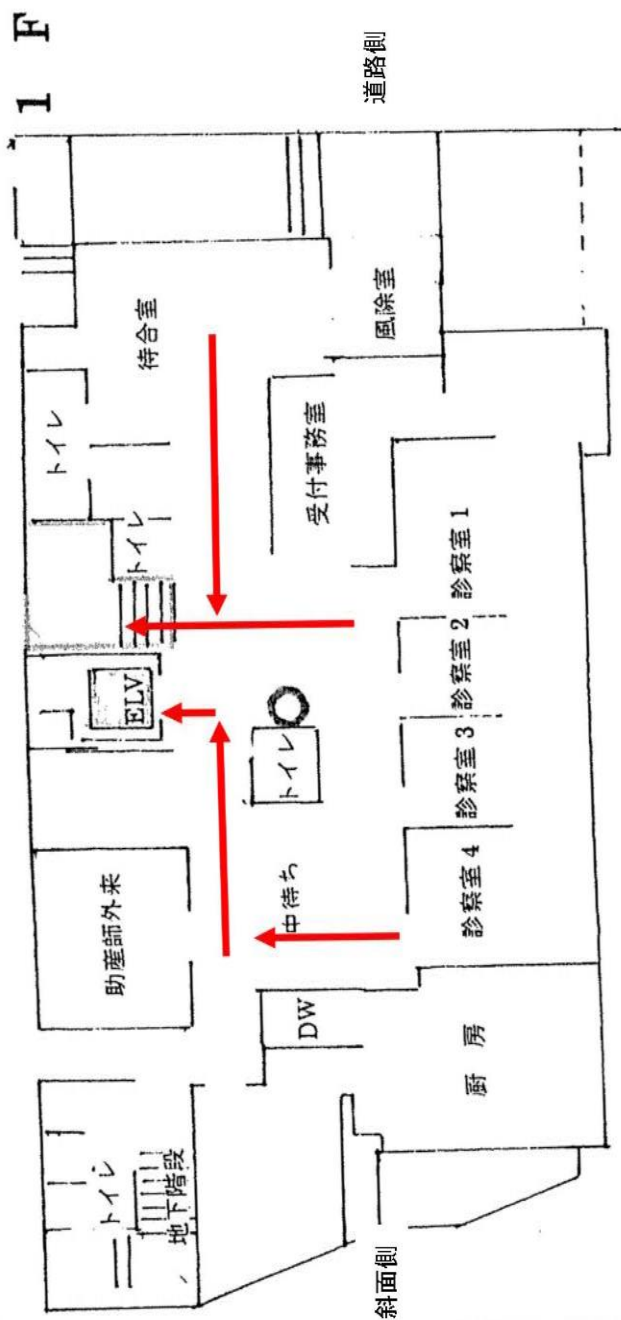 1 F
道路側
待合室
風除室
トイレ
受付事務室
トイレ
診察室1
診察室2
ELV
トイレ
診察室3
中待ち
診察室4
助産師外来
DW
厨房
トイレ
地下階段
斜面側